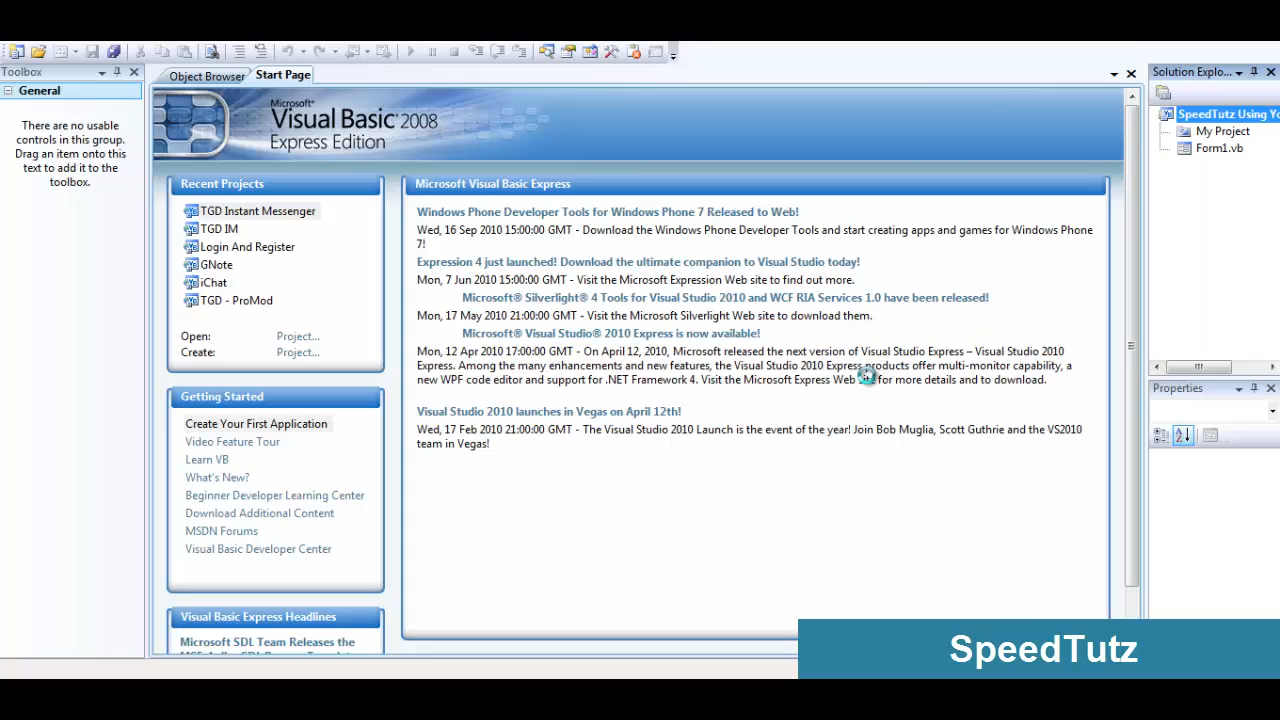 Toolbox
Object Browser
Start Page
Solution Explo...
General
There are no usable
controls in this group.
Drag an item onto this
text to add it to the
toolbox.
Microsoft®
Visual Basic® 2008
Express Edition
SpeedTutz Using Yo
My Project
Form1.vb
Recent Projects
TGD Instant Messenger
TGD IM
Login And Register
GNote
iChat
TGD - ProMod
Open: Project...
Create: Project...
Getting Started
Create Your First Application
Video Feature Tour
Learn VB
What's New?
Beginner Developer Learning Center
Download Additional Content
MSDN Forums
Visual Basic Developer Center
Visual Basic Express Headlines
Microsoft SDL Team Releases the
Microsoft Visual Basic Express
Windows Phone Developer Tools for Windows Phone 7 Released to Web!
Wed, 16 Sep 2010 15:00:00 GMT - Download the Windows Phone Developer Tools and start creating apps and games for Windows Phone
7!
Expression 4 just launched! Download the ultimate companion to Visual Studio today!
Mon, 7 Jun 2010 15:00:00 GMT - Visit the Microsoft Expression Web site to find out more.
Microsoft® Silverlight® 4 Tools for Visual Studio 2010 and WCF RIA Services 1.0 have been released!
Mon, 17 May 2010 21:00:00 GMT - Visit the Microsoft Silverlight Web site to download them.
Microsoft® Visual Studio® 2010 Express is now available!
Mon, 12 Apr 2010 17:00:00 GMT - On April 12, 2010, Microsoft released the next version of Visual Studio Express – Visual Studio 2010
Express. Among the many enhancements and new features, the Visual Studio 2010 Express products offer multi-monitor capability, a
new WPF code editor and support for .NET Framework 4. Visit the Microsoft Express Web for more details and to download.
Visual Studio 2010 launches in Vegas on April 12th!
Wed, 17 Feb 2010 21:00:00 GMT - The Visual Studio 2010 Launch is the event of the year! Join Bob Muglia, Scott Guthrie and the VS2010
team in Vegas!
Properties
SpeedTutz